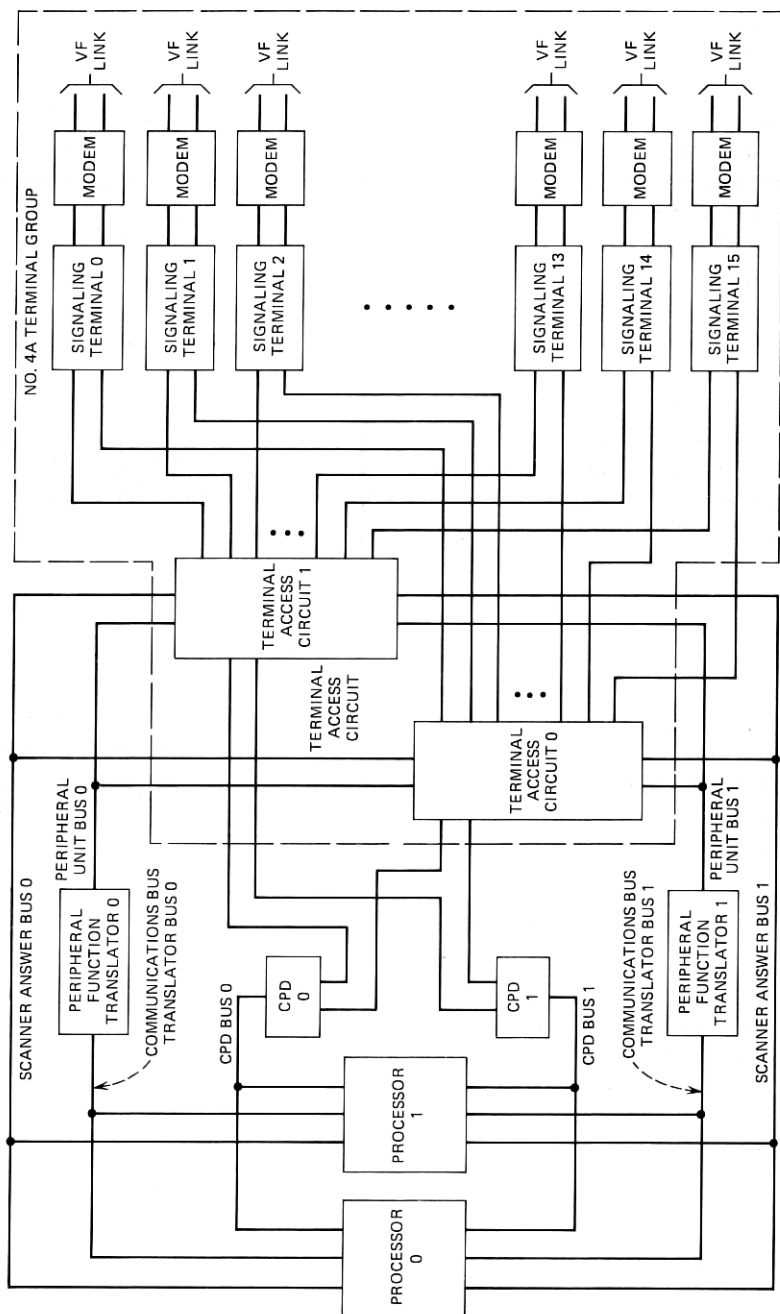 SCANNER ANSWER BUS 0
PERIPHERAL
FUNCTION
TRANSLATOR 0
PERIPHERAL
UNIT BUS 0
COMMUNICATIONS BUS
TRANSLATOR BUS 0
CPD BUS 0
CPD
0
PROCESSOR
0
PROCESSOR
1
CPD
1
CPD BUS 1
COMMUNICATIONS BUS
TRANSLATOR BUS 1
PERIPHERAL
FUNCTION
TRANSLATOR 1
PERIPHERAL
UNIT BUS 1
SCANNER ANSWER BUS 1
TERMINAL
ACCESS
CIRCUIT 1
TERMINAL
ACCESS
CIRCUIT
TERMINAL
ACCESS
CIRCUIT 0
NO. 4A TERMINAL GROUP
SIGNALING
TERMINAL 0
MODEM
VF
LINK
SIGNALING
TERMINAL 1
MODEM
VF
LINK
SIGNALING
TERMINAL 2
MODEM
VF
LINK
SIGNALING
TERMINAL 13
MODEM
VF
LINK
SIGNALING
TERMINAL 14
MODEM
VF
LINK
SIGNALING
TERMINAL 15
MODEM
VF
LINK